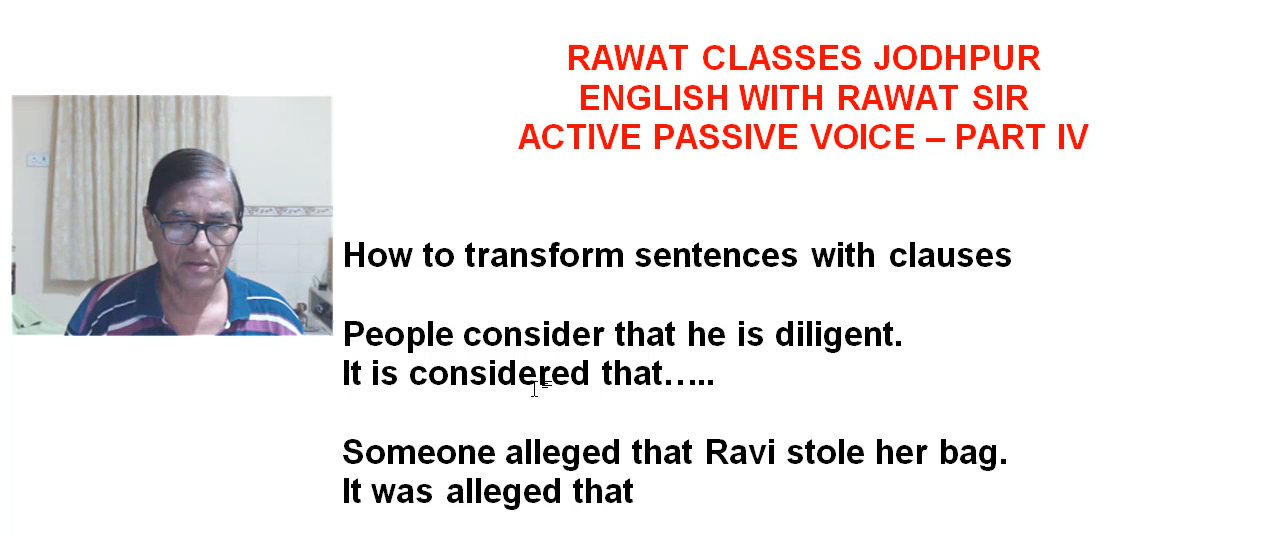 RAWAT CLASSES JODHPUR
ENGLISH WITH RAWAT SIR
ACTIVE PASSIVE VOICE – PART IV
How to transform sentences with clauses
People consider that he is diligent.
It is considered that…..
Someone alleged that Ravi stole her bag.
It was alleged that